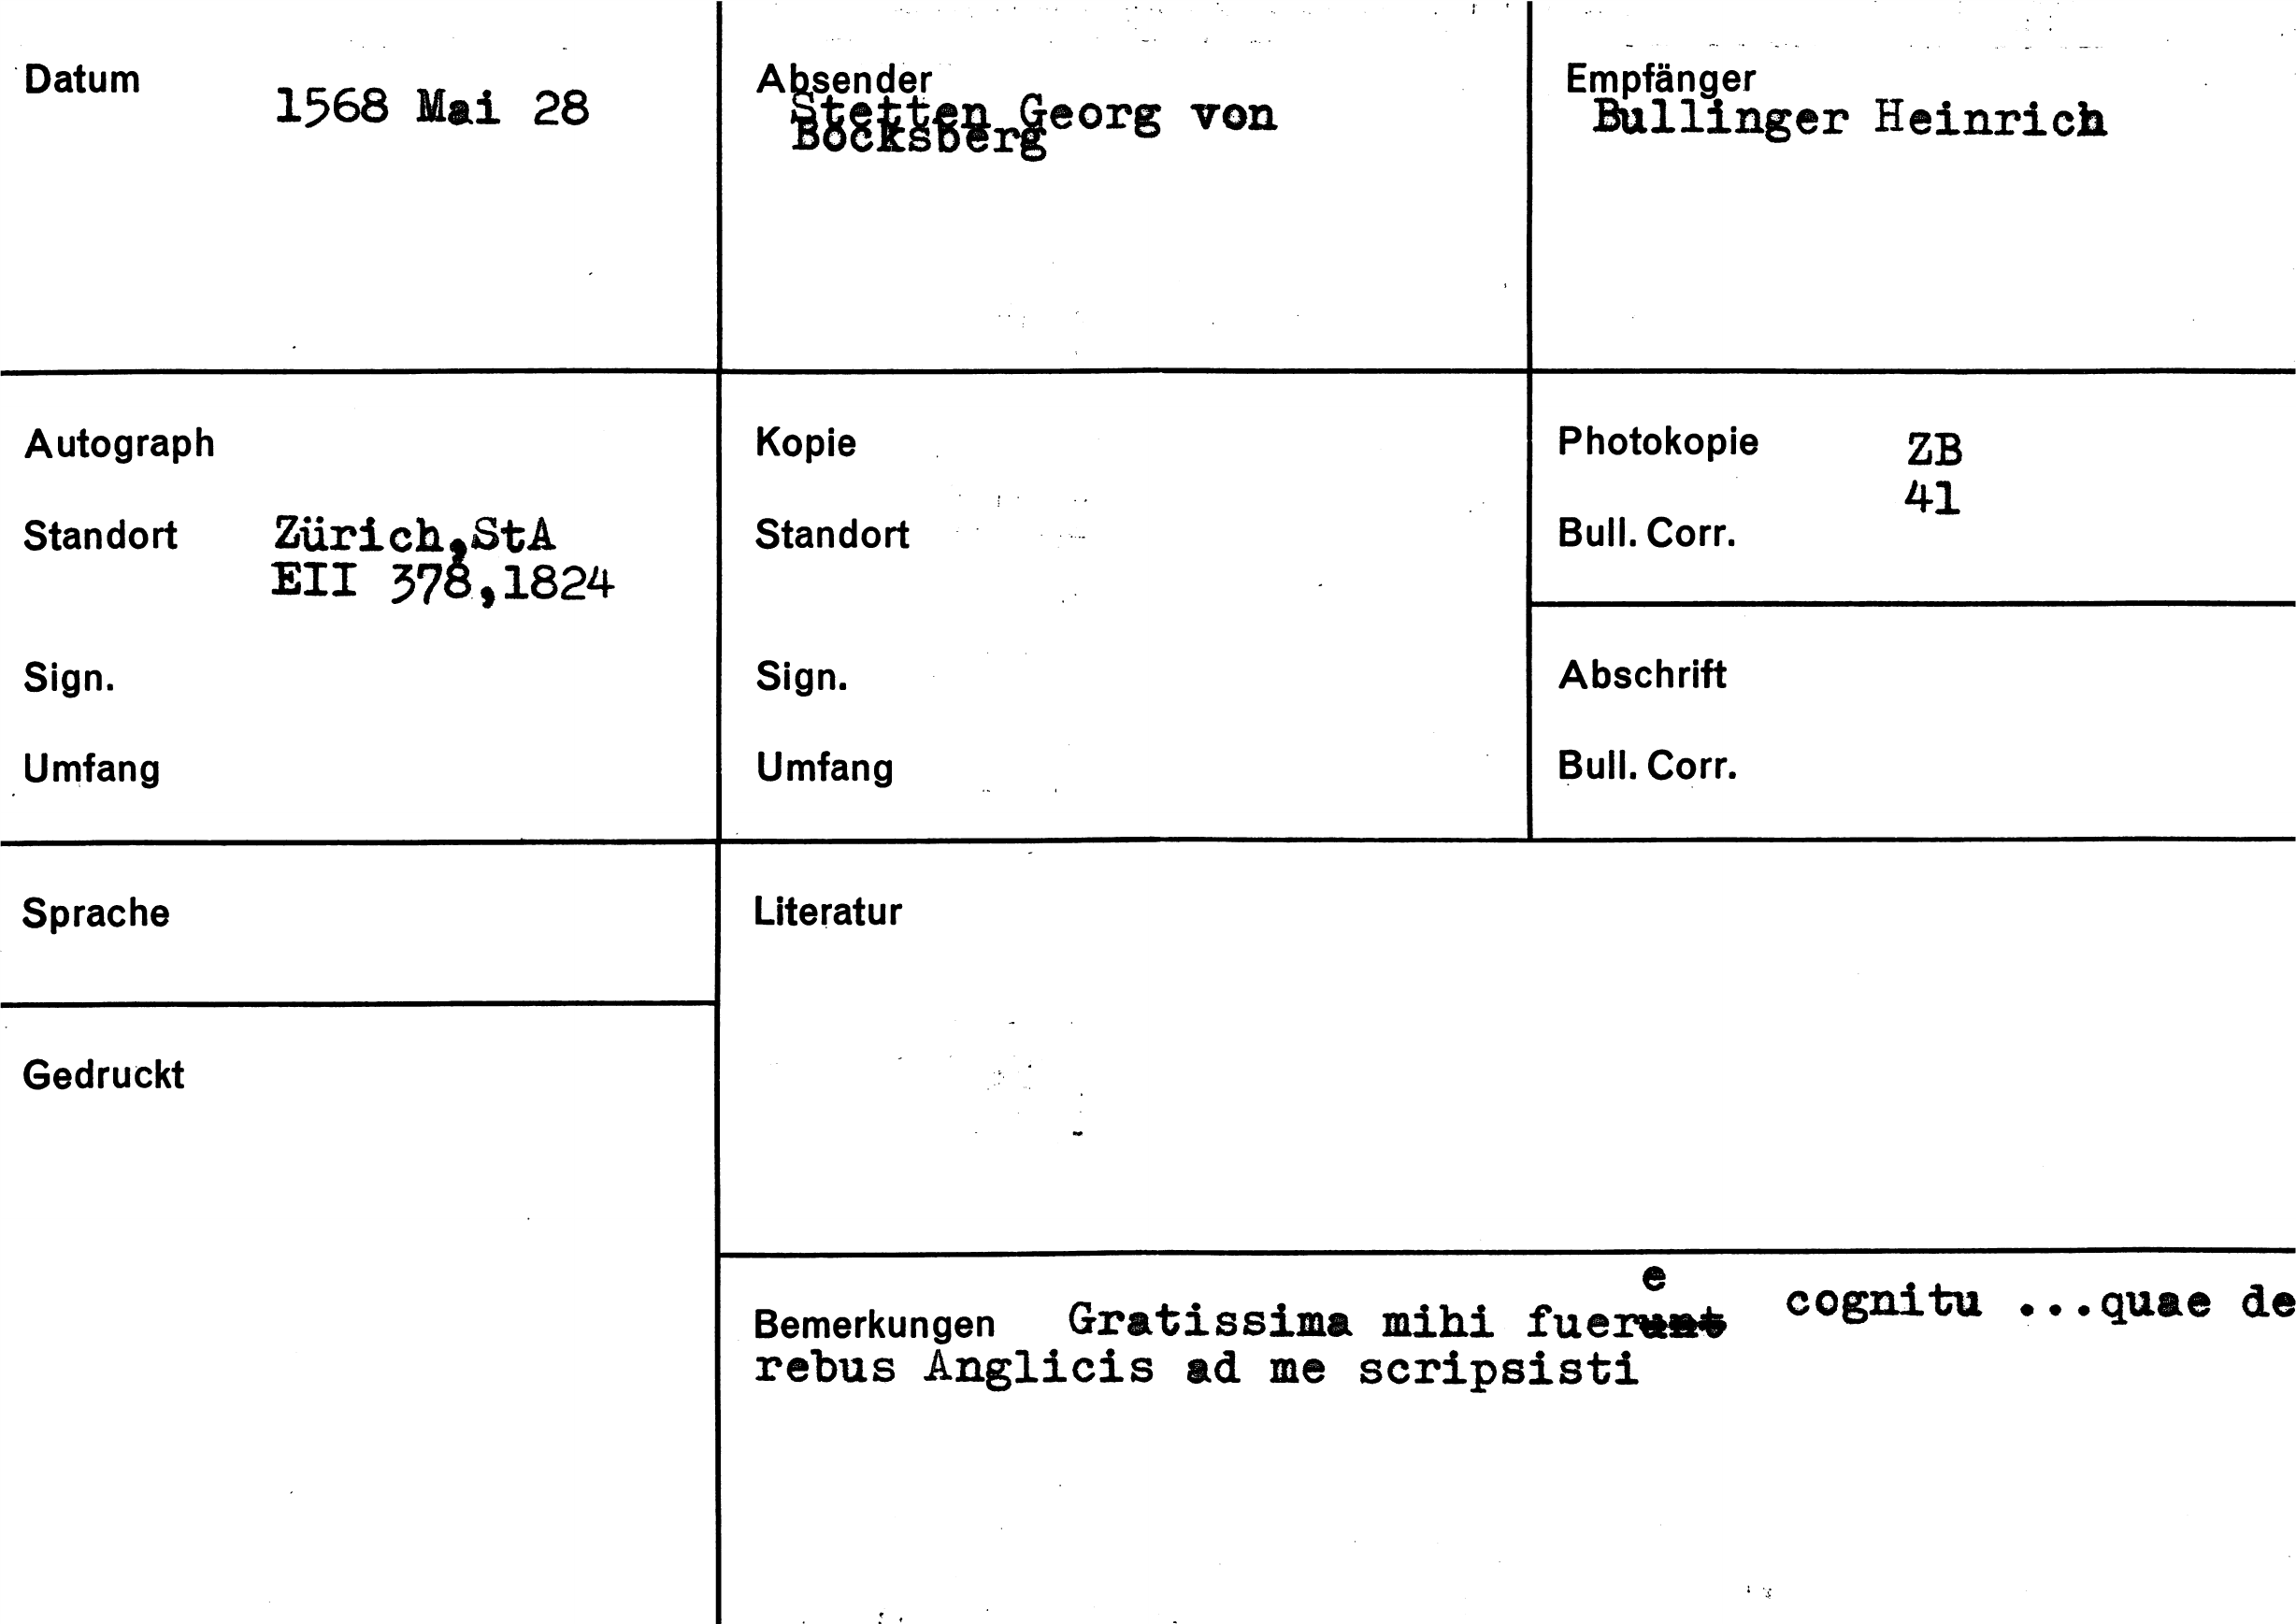 Datum 1568 Mai 28
Absender
Stetten Georg von
Bocksberg
Empfänger
Bullinger Heinrich
Autograph
Standort Zürich,StA
EII 378,1824
Sign.
Umfang
Kopie
Standort
Sign.
Umfang
Photokopie ZB
41
Bull. Corr.
Abschrift
Bull. Corr.
Sprache
Gedruckt
Literatur
e
Bemerkungen Gratissima mihi fuerunt cognitu ...quae de
rebus Anglicis ad me scripsisti